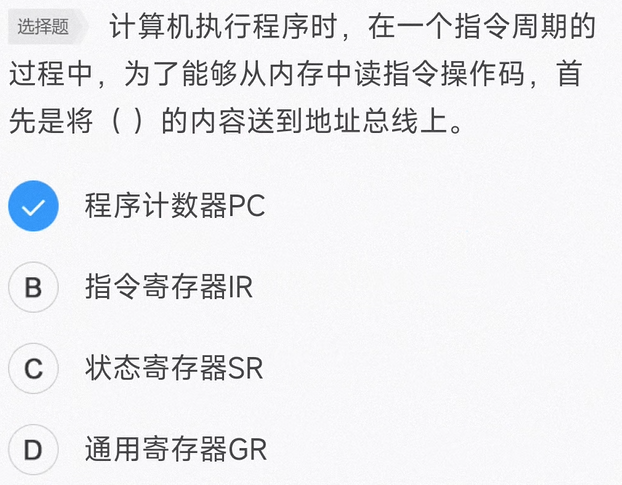 选择题 计算机执行程序时，在一个指令周期的
过程中，为了能够从内存中读指令操作码，首
先是将（ ）的内容送到地址总线上。
程序计数器PC
B 指令寄存器IR
C 状态寄存器SR
D 通用寄存器GR